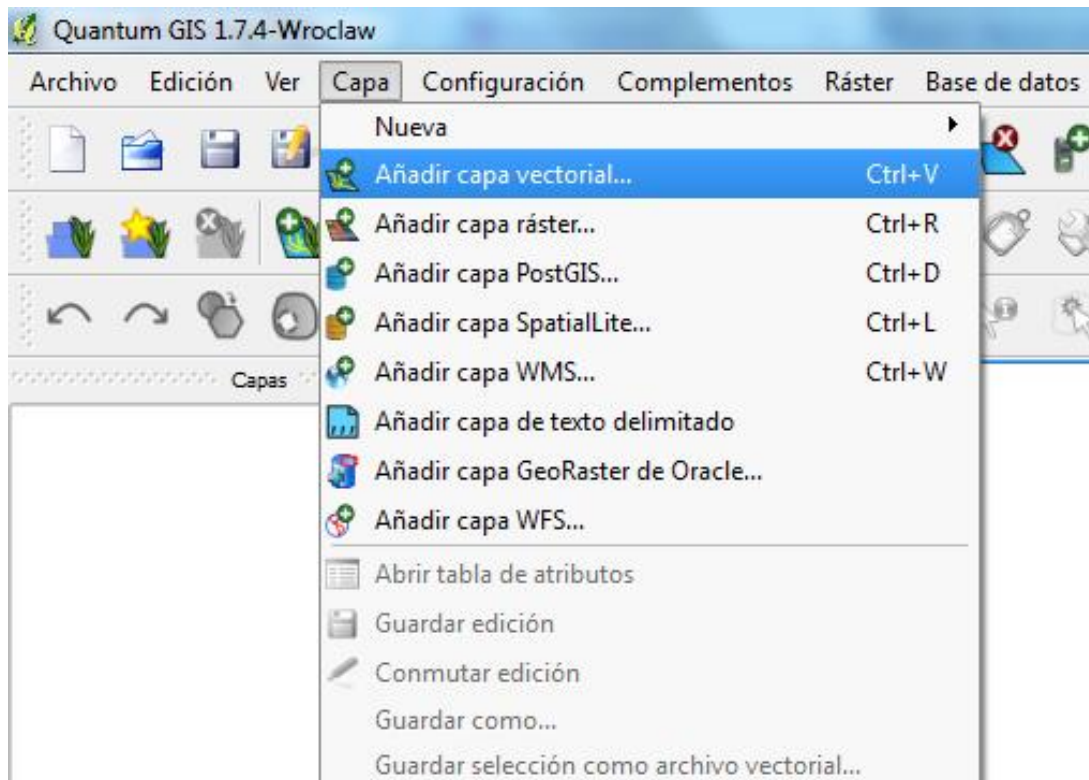 Quantum GIS 1.7.4-Wroclaw
Archivo Edición Ver Capa Configuración Complementos Ráster Base de datos
Nueva
Añadir capa vectorial... Ctrl+V
Añadir capa ráster... Ctrl+R
Añadir capa PostGIS... Ctrl+D
Añadir capa SpatialLite... Ctrl+L
Capas
Añadir capa WMS... Ctrl+W
Añadir capa de texto delimitado
Añadir capa GeoRaster de Oracle...
Añadir capa WFS...
Abrir tabla de atributos
Guardar edición
Conmutar edición
Guardar como...
Guardar selección como archivo vectorial...